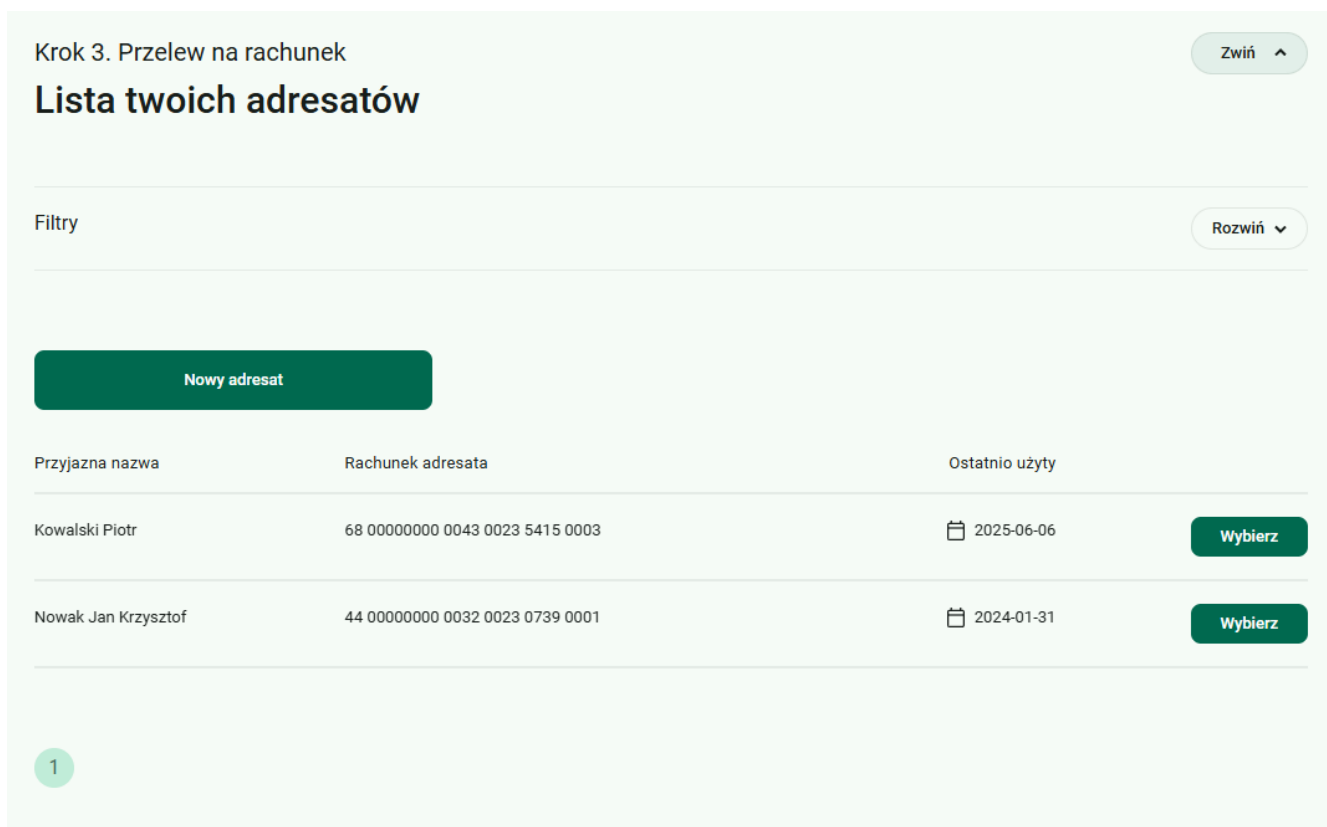 Krok 3. Przelew na rachunek
Zwiń
Lista twoich adresatów
Filtry
Rozwiń
Nowy adresat
Przyjazna nazwa Rachunek adresata Ostatnio użyty
Kowalski Piotr 68 00000000 0043 0023 5415 0003 2025-06-06 Wybierz
Nowak Jan Krzysztof 44 00000000 0032 0023 0739 0001 2024-01-31 Wybierz
1